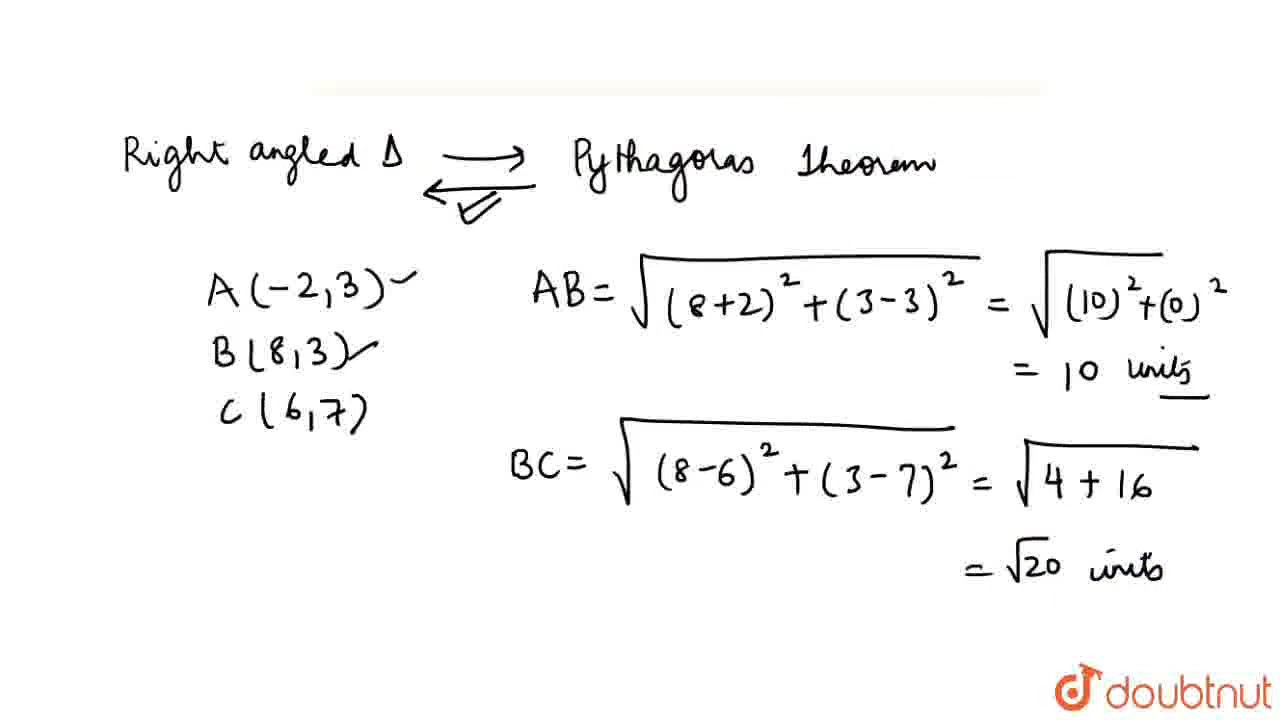 Right angled Δ ⟶ Pythagoras Theorem
⟵ ✓
A (-2, 3) ✓
B (8, 3) ✓
C (6, 7)
AB = √((8+2)² + (3-3)²) = √((10)² + (0)²)
= 10 units
BC = √((8-6)² + (3-7)²) = √(4 + 16)
= √20 units
doubtnut